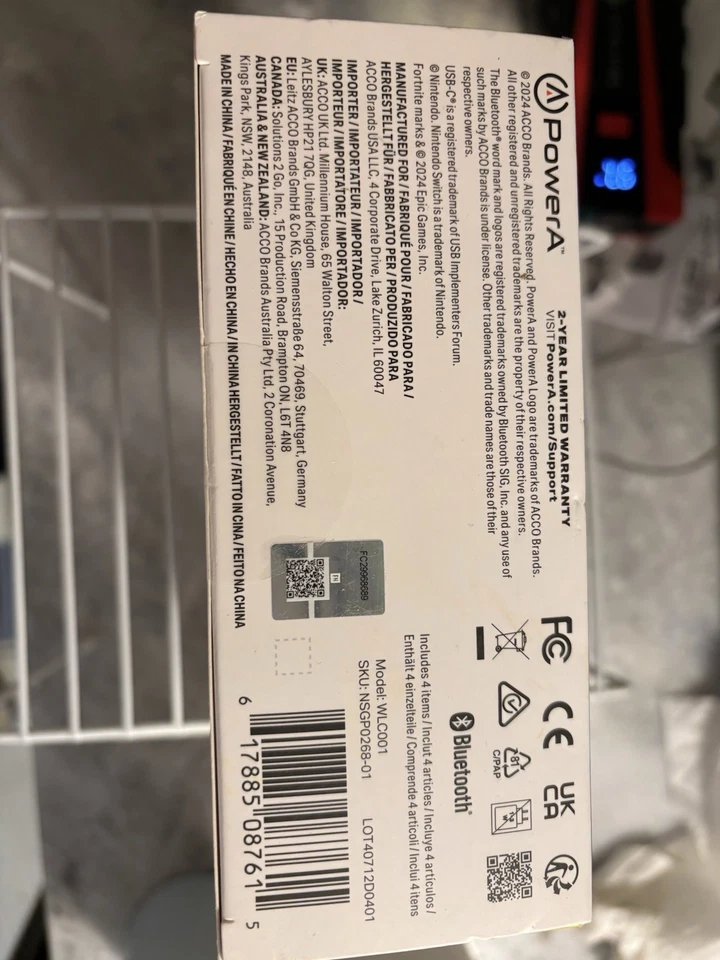 PowerA™
2-YEAR LIMITED WARRANTY
VISIT PowerA.com/Support
© 2024 ACCO Brands. All Rights Reserved. PowerA and PowerA Logo are trademarks of ACCO Brands.
All other registered and unregistered trademarks are the property of their respective owners.
The Bluetooth® word mark and logos are registered trademarks owned by Bluetooth SIG, Inc. and any use of
such marks by ACCO Brands is under license. Other trademarks and trade names are those of their
respective owners.
USB-C® is a registered trademark of USB Implementers Forum.
© Nintendo. Nintendo Switch is a trademark of Nintendo.
Fortnite marks & © 2024 Epic Games, Inc.
MANUFACTURED FOR / FABRIQUÉ POUR / FABRICADO PARA /
HERGESTELLT FÜR / FABBRICATO PER / PRODUZIDO PARA
ACCO Brands USA LLC, 4 Corporate Drive, Lake Zurich, IL 60047
IMPORTER / IMPORTATEUR / IMPORTADOR /
IMPORTEUR / IMPORTATORE / IMPORTADOR:
UK: ACCO UK Ltd. Millennium House, 65 Walton Street,
AYLESBURY HP21 7QG, United Kingdom
EU: Leitz ACCO Brands GmbH & Co KG, Siemensstraße 64, 70469, Stuttgart, Germany
CANADA: Solutions 2 Go, Inc., 15 Production Road, Brampton ON, L6T 4N8
AUSTRALIA & NEW ZEALAND: ACCO Brands Australia Pty Ltd, 2 Coronation Avenue,
Kings Park, NSW, 2148, Australia
MADE IN CHINA / FABRIQUÉ EN CHINE / HECHO EN CHINA / IN CHINA HERGESTELLT / FATTO IN CINA / FEITO NA CHINA
FC29968689
FC CE UK
CA
81
C/PAP
Bluetooth®
Includes 4 items / Inclut 4 articles / Incluye 4 artículos /
Enthält 4 einzelteile / Comprende 4 articoli / Inclui 4 itens
Model: WLC001
SKU: NSGP0268-01 LOT40712D0401
6 17885 08761 5